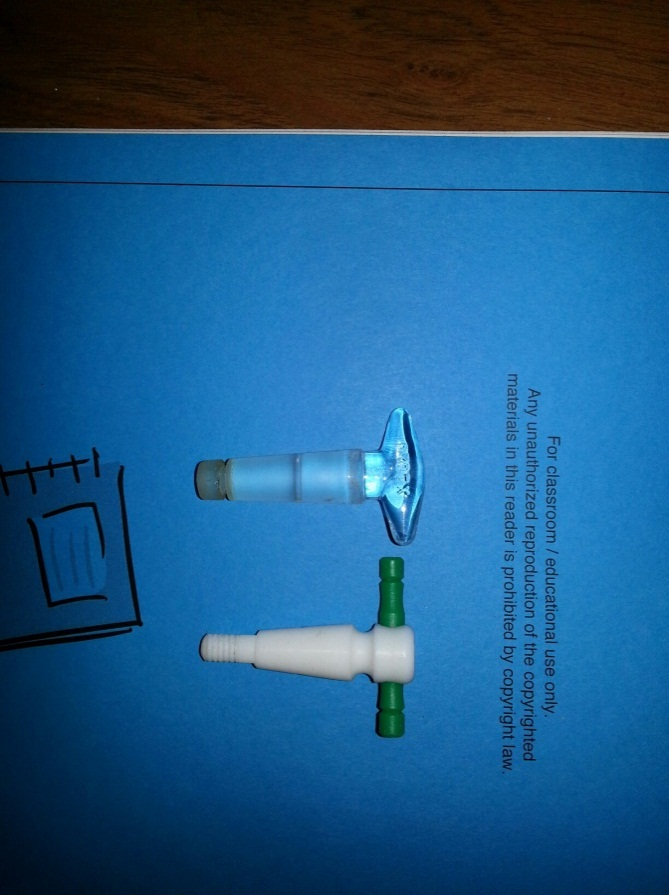 For classroom / educational use only.
Any unauthorized reproduction of the copyrighted
materials in this reader is prohibited by copyright law.